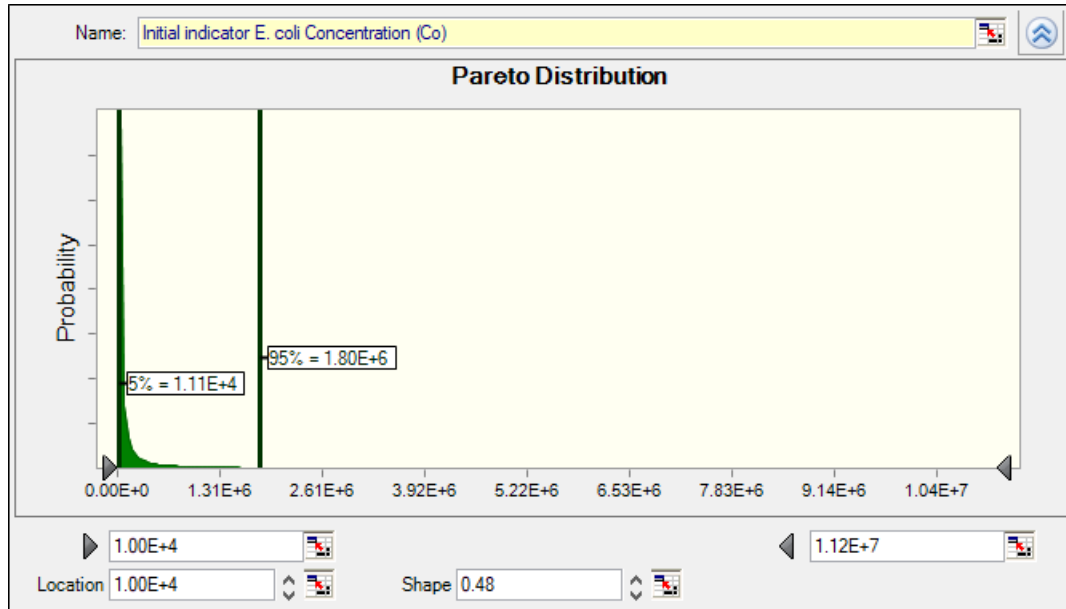 Name: Initial indicator E. coli Concentration (Co)
Pareto Distribution
Probability
95% = 1.80E+6
5% = 1.11E+4
0.00E+0 1.31E+6 2.61E+6 3.92E+6 5.22E+6 6.53E+6 7.83E+6 9.14E+6 1.04E+7
1.00E+4 1.12E+7
Location 1.00E+4 Shape 0.48